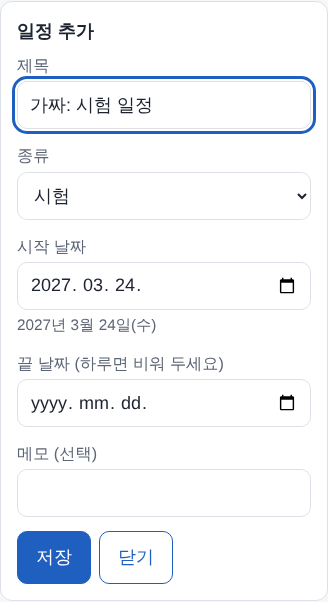 일정 추가
제목
가짜: 시험 일정
종류
시험
시작 날짜
2027. 03. 24.
2027년 3월 24일(수)
끝 날짜 (하루면 비워 두세요)
yyyy. mm. dd.
메모 (선택)
저장 닫기